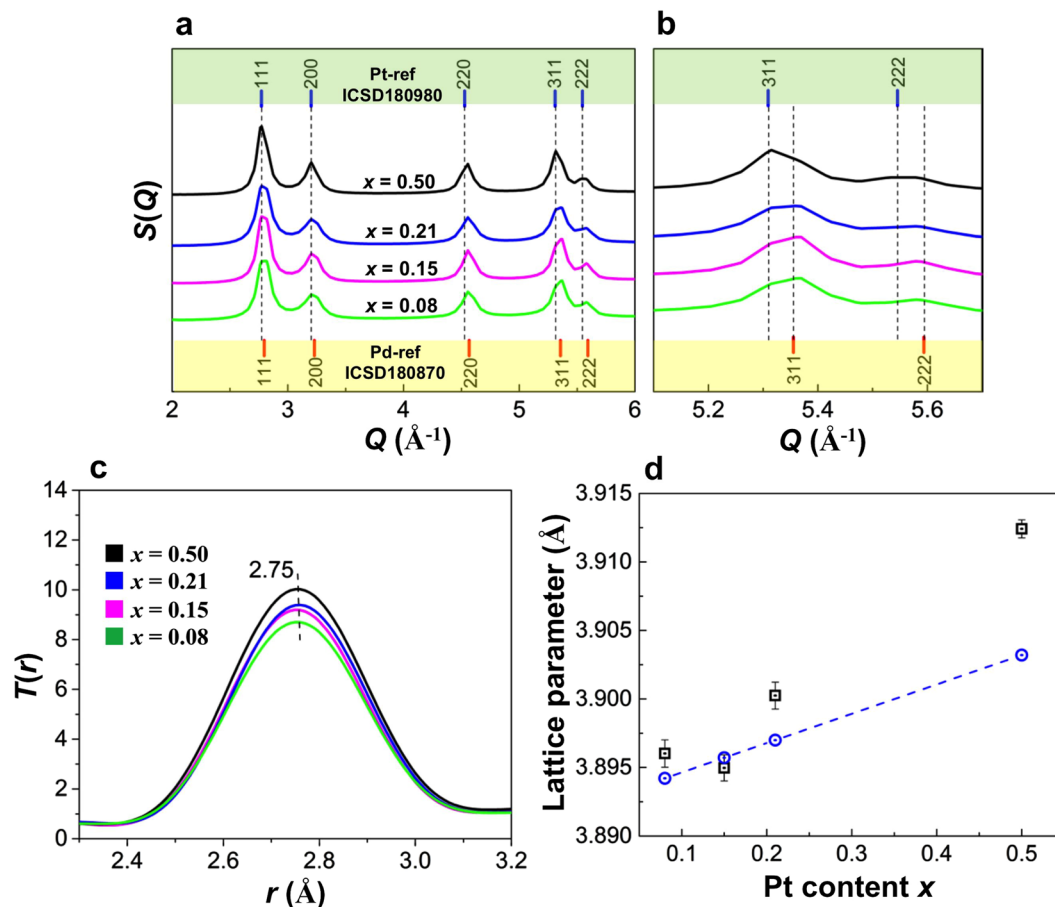 a
b
111
200
Pt-ref
ICSD180980
220
311
222
311
222
S(Q)
x = 0.50
x = 0.21
x = 0.15
x = 0.08
111
200
Pd-ref
ICSD180870
220
311
222
311
222
2 3 4 5 6
Q (Å-1)
5.2 5.4 5.6
Q (Å-1)
c
d
14
12
10
8
6
4
2
0
T(r)
x = 0.50
x = 0.21
x = 0.15
x = 0.08
2.75
2.4 2.6 2.8 3.0 3.2
r (Å)
3.915
3.910
3.905
3.900
3.895
3.890
Lattice parameter (Å)
0.1 0.2 0.3 0.4 0.5
Pt content x